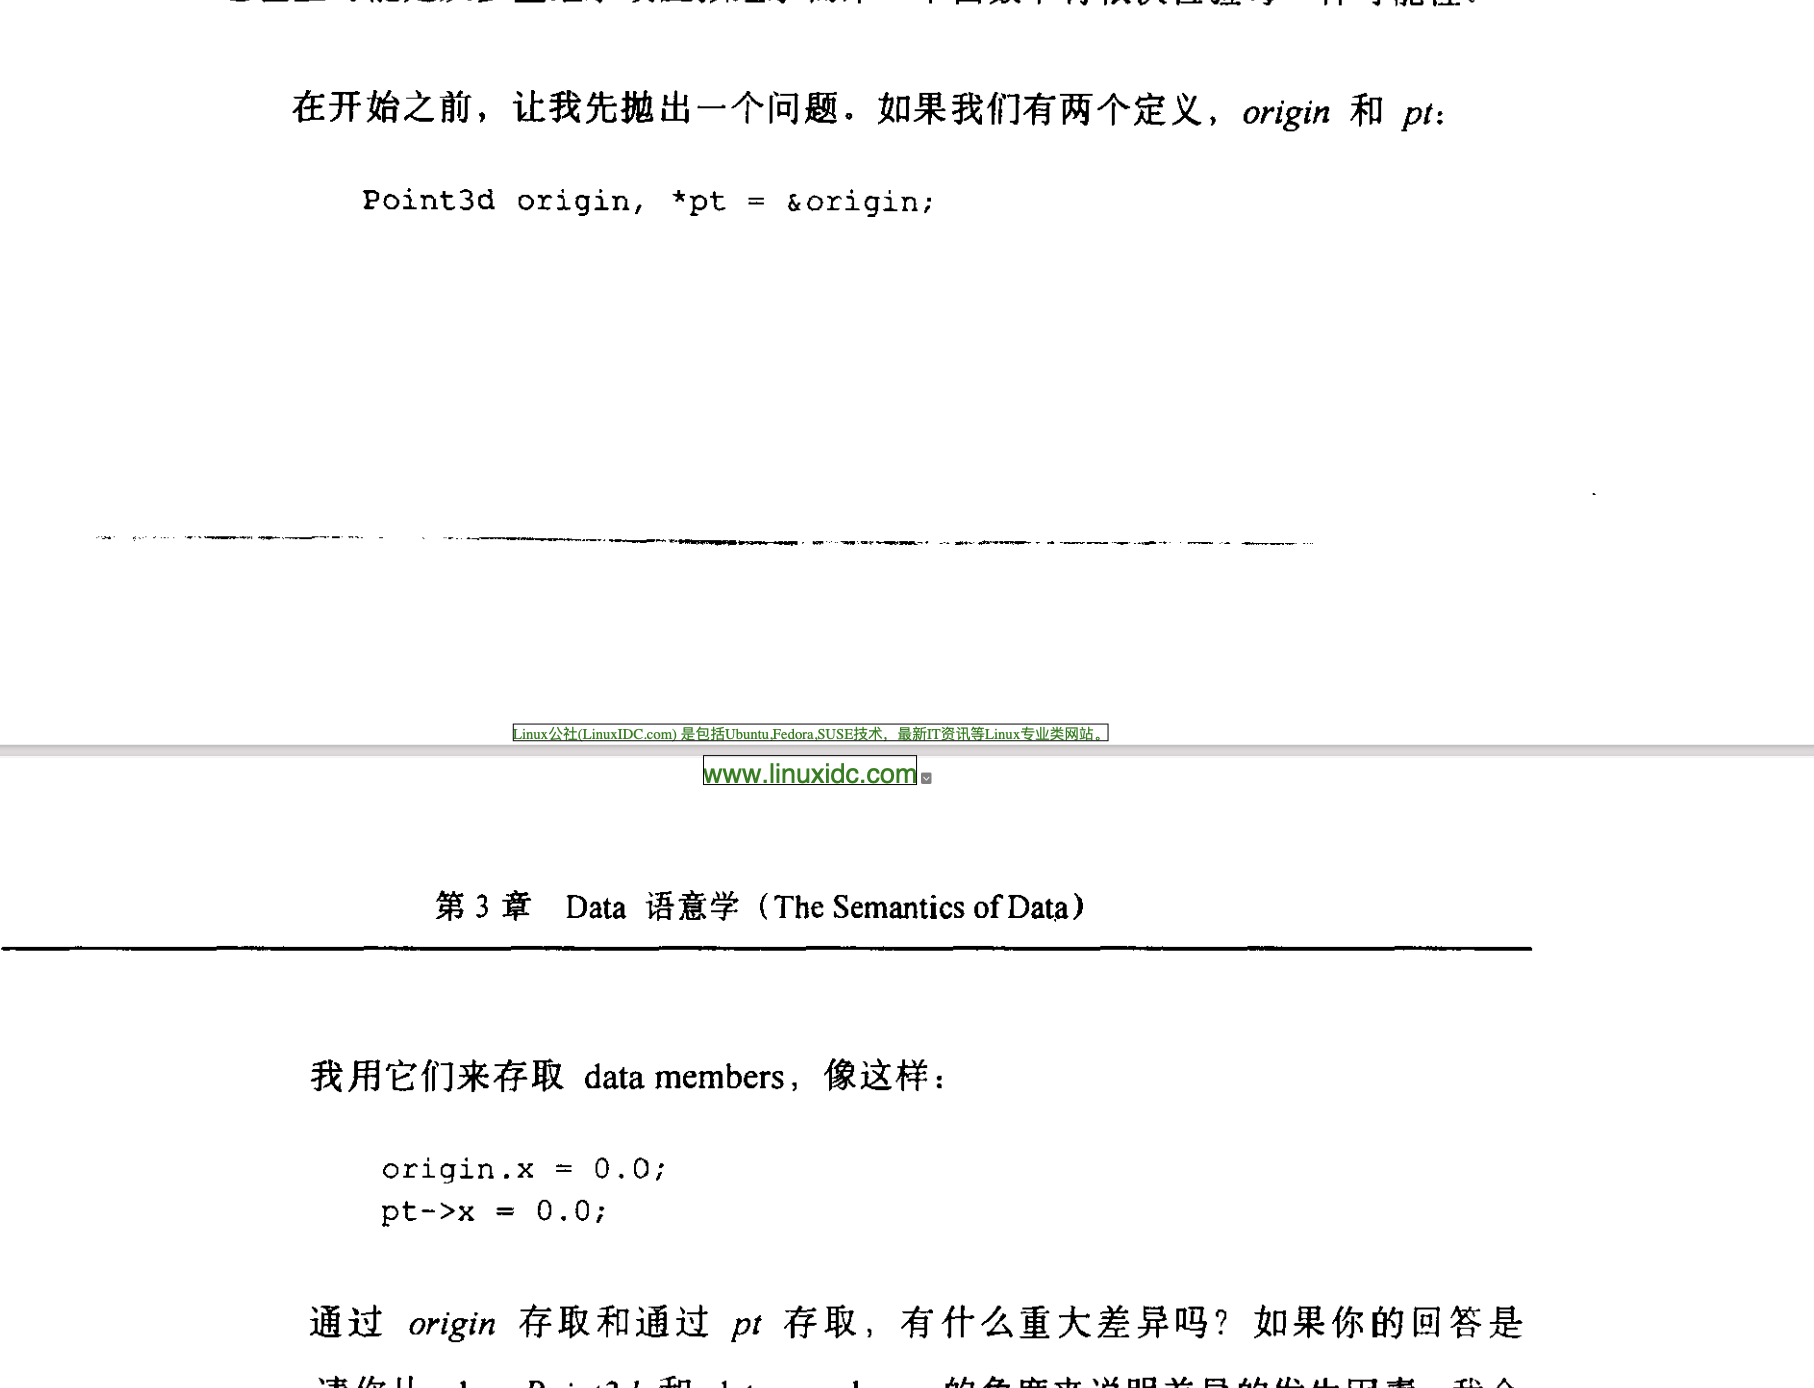 在开始之前，让我先抛出一个问题。如果我们有两个定义，origin 和 pt：
Point3d origin, *pt = &origin;
Linux公社(LinuxIDC.com) 是包括Ubuntu,Fedora,SUSE技术，最新IT资讯等Linux专业类网站。
www.linuxidc.com
第 3 章 Data 语意学（The Semantics of Data）
我用它们来存取 data members，像这样：
origin.x = 0.0;
pt->x = 0.0;
通过 origin 存取和通过 pt 存取，有什么重大差异吗？如果你的回答是